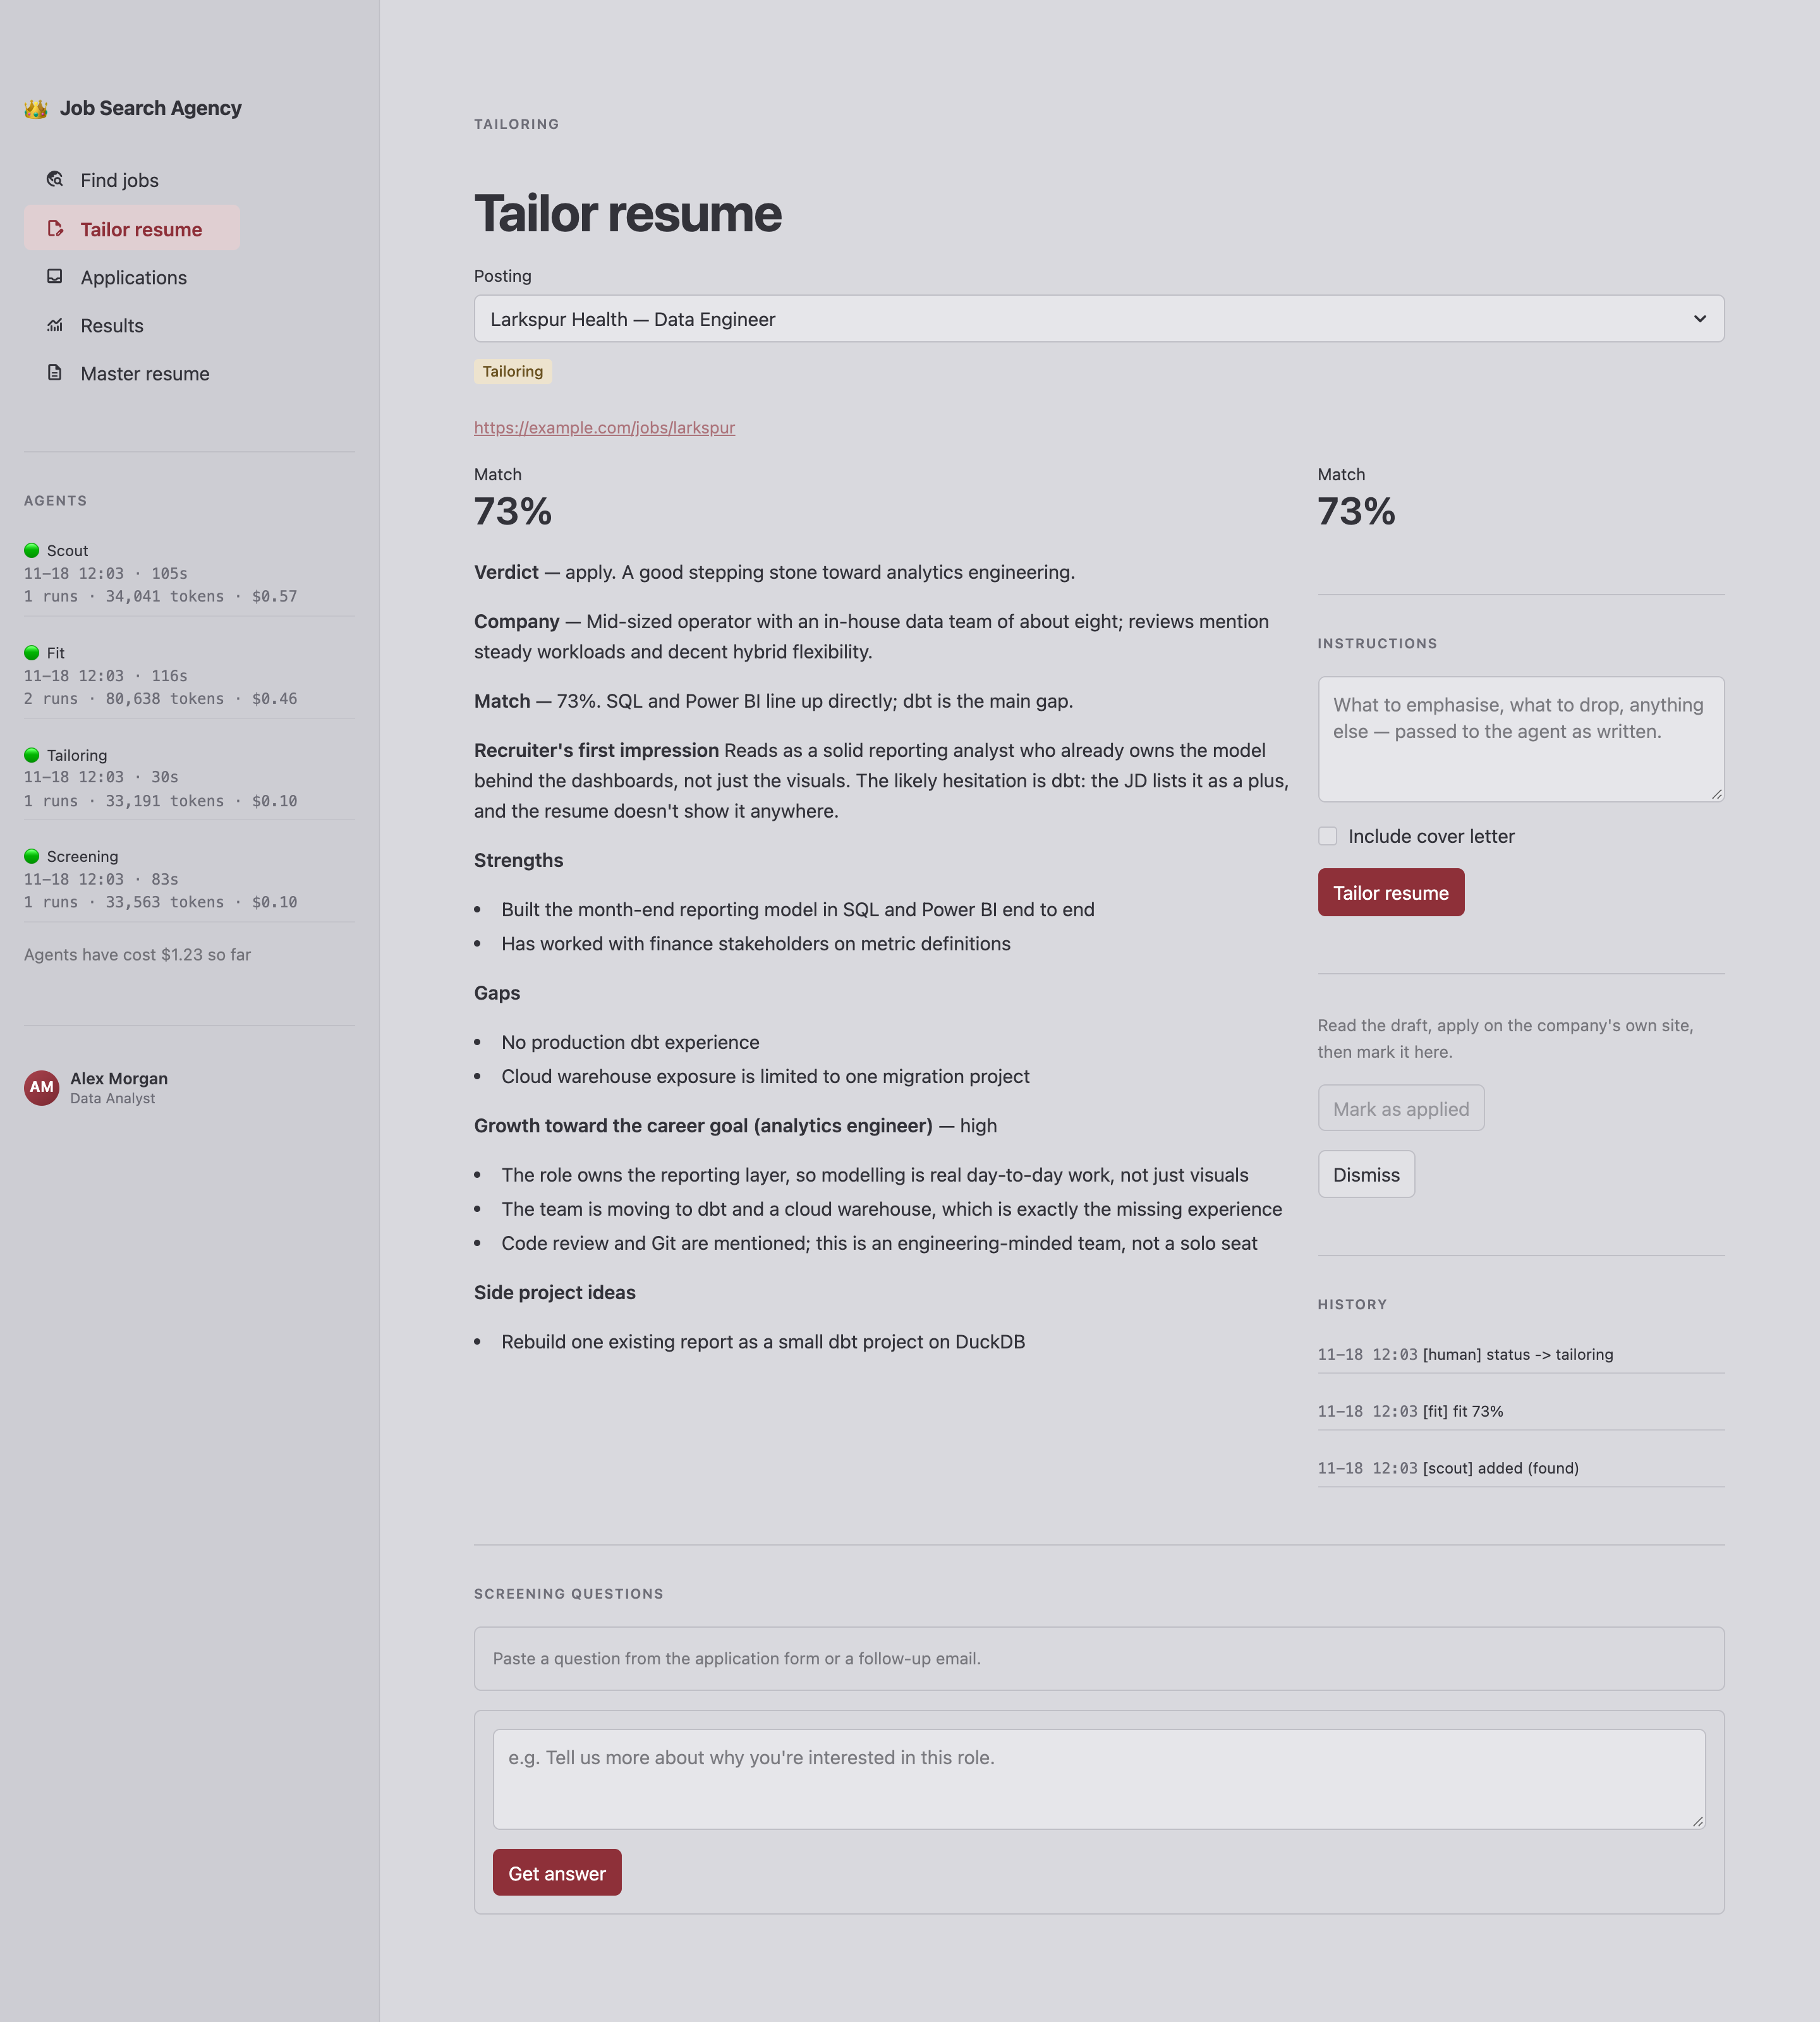 Job Search Agency
Find jobs
Tailor resume
Applications
Results
Master resume
AGENTS
Scout
11-18 12:03 · 105s
1 runs · 34,041 tokens · $0.57
Fit
11-18 12:03 · 116s
2 runs · 80,638 tokens · $0.46
Tailoring
11-18 12:03 · 30s
1 runs · 33,191 tokens · $0.10
Screening
11-18 12:03 · 83s
1 runs · 33,563 tokens · $0.10
Agents have cost $1.23 so far
AM
Alex Morgan
Data Analyst
TAILORING
Tailor resume
Posting
Larkspur Health — Data Engineer
Tailoring
https://example.com/jobs/larkspur
Match
73%
Verdict — apply. A good stepping stone toward analytics engineering.
Company — Mid-sized operator with an in-house data team of about eight; reviews mention
steady workloads and decent hybrid flexibility.
Match — 73%. SQL and Power BI line up directly; dbt is the main gap.
Recruiter's first impression Reads as a solid reporting analyst who already owns the model
behind the dashboards, not just the visuals. The likely hesitation is dbt: the JD lists it as a plus,
and the resume doesn't show it anywhere.
Strengths
• Built the month-end reporting model in SQL and Power BI end to end
• Has worked with finance stakeholders on metric definitions
Gaps
• No production dbt experience
• Cloud warehouse exposure is limited to one migration project
Growth toward the career goal (analytics engineer) — high
• The role owns the reporting layer, so modelling is real day-to-day work, not just visuals
• The team is moving to dbt and a cloud warehouse, which is exactly the missing experience
• Code review and Git are mentioned; this is an engineering-minded team, not a solo seat
Side project ideas
• Rebuild one existing report as a small dbt project on DuckDB
Match
73%
INSTRUCTIONS
What to emphasise, what to drop, anything
else — passed to the agent as written.
Include cover letter
Tailor resume
Read the draft, apply on the company's own site,
then mark it here.
Mark as applied
Dismiss
HISTORY
11-18 12:03 [human] status -> tailoring
11-18 12:03 [fit] fit 73%
11-18 12:03 [scout] added (found)
SCREENING QUESTIONS
Paste a question from the application form or a follow-up email.
e.g. Tell us more about why you're interested in this role.
Get answer